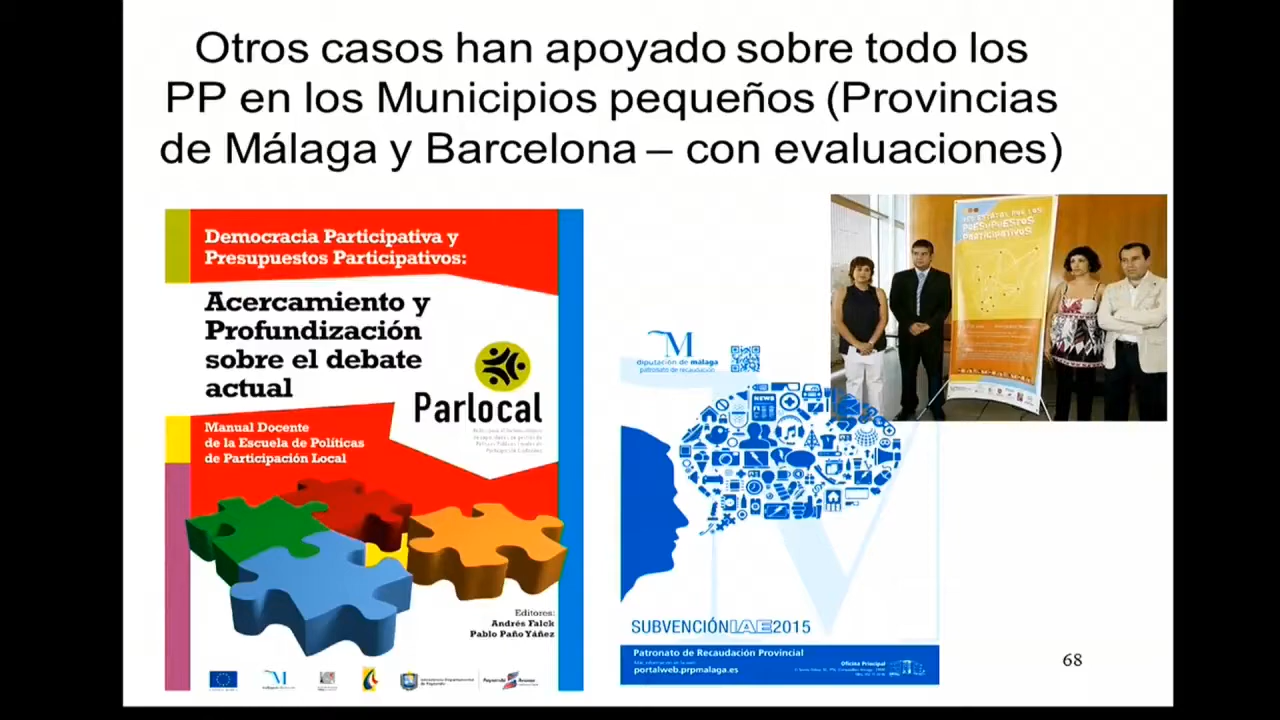 Otros casos han apoyado sobre todo los
PP en los Municipios pequeños (Provincias
de Málaga y Barcelona – con evaluaciones)
Democracia Participativa y
Presupuestos Participativos:
Acercamiento y
Profundización
sobre el debate
actual
Parlocal
Manual Docente
de la Escuela de Políticas
de Participación Local
Editores:
Andrés Falck
Pablo Paño Yáñez
M
diputación de málaga
patronato de recaudación
NEWS
SUBVENCIÓN IAE 2015
Patronato de Recaudación Provincial
portalweb.prpmalaga.es
Oficina Principal
PRESUPUESTOS
PARTICIPATIVOS
68